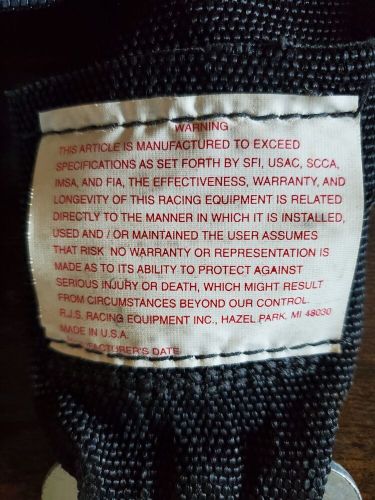 WARNING
THIS ARTICLE IS MANUFACTURED TO EXCEED
SPECIFICATIONS AS SET FORTH BY SFI, USAC, SCCA,
IMSA, AND FIA, THE EFFECTIVENESS, WARRANTY, AND
LONGEVITY OF THIS RACING EQUIPMENT IS RELATED
DIRECTLY TO THE MANNER IN WHICH IT IS INSTALLED,
USED AND / OR MAINTAINED THE USER ASSUMES
THAT RISK NO WARRANTY OR REPRESENTATION IS
MADE AS TO ITS ABILITY TO PROTECT AGAINST
SERIOUS INJURY OR DEATH, WHICH MIGHT RESULT
FROM CIRCUMSTANCES BEYOND OUR CONTROL.
R.J.S. RACING EQUIPMENT INC., HAZEL PARK, MI 48030
MADE IN U.S.A.
MANUFACTURER'S DATE